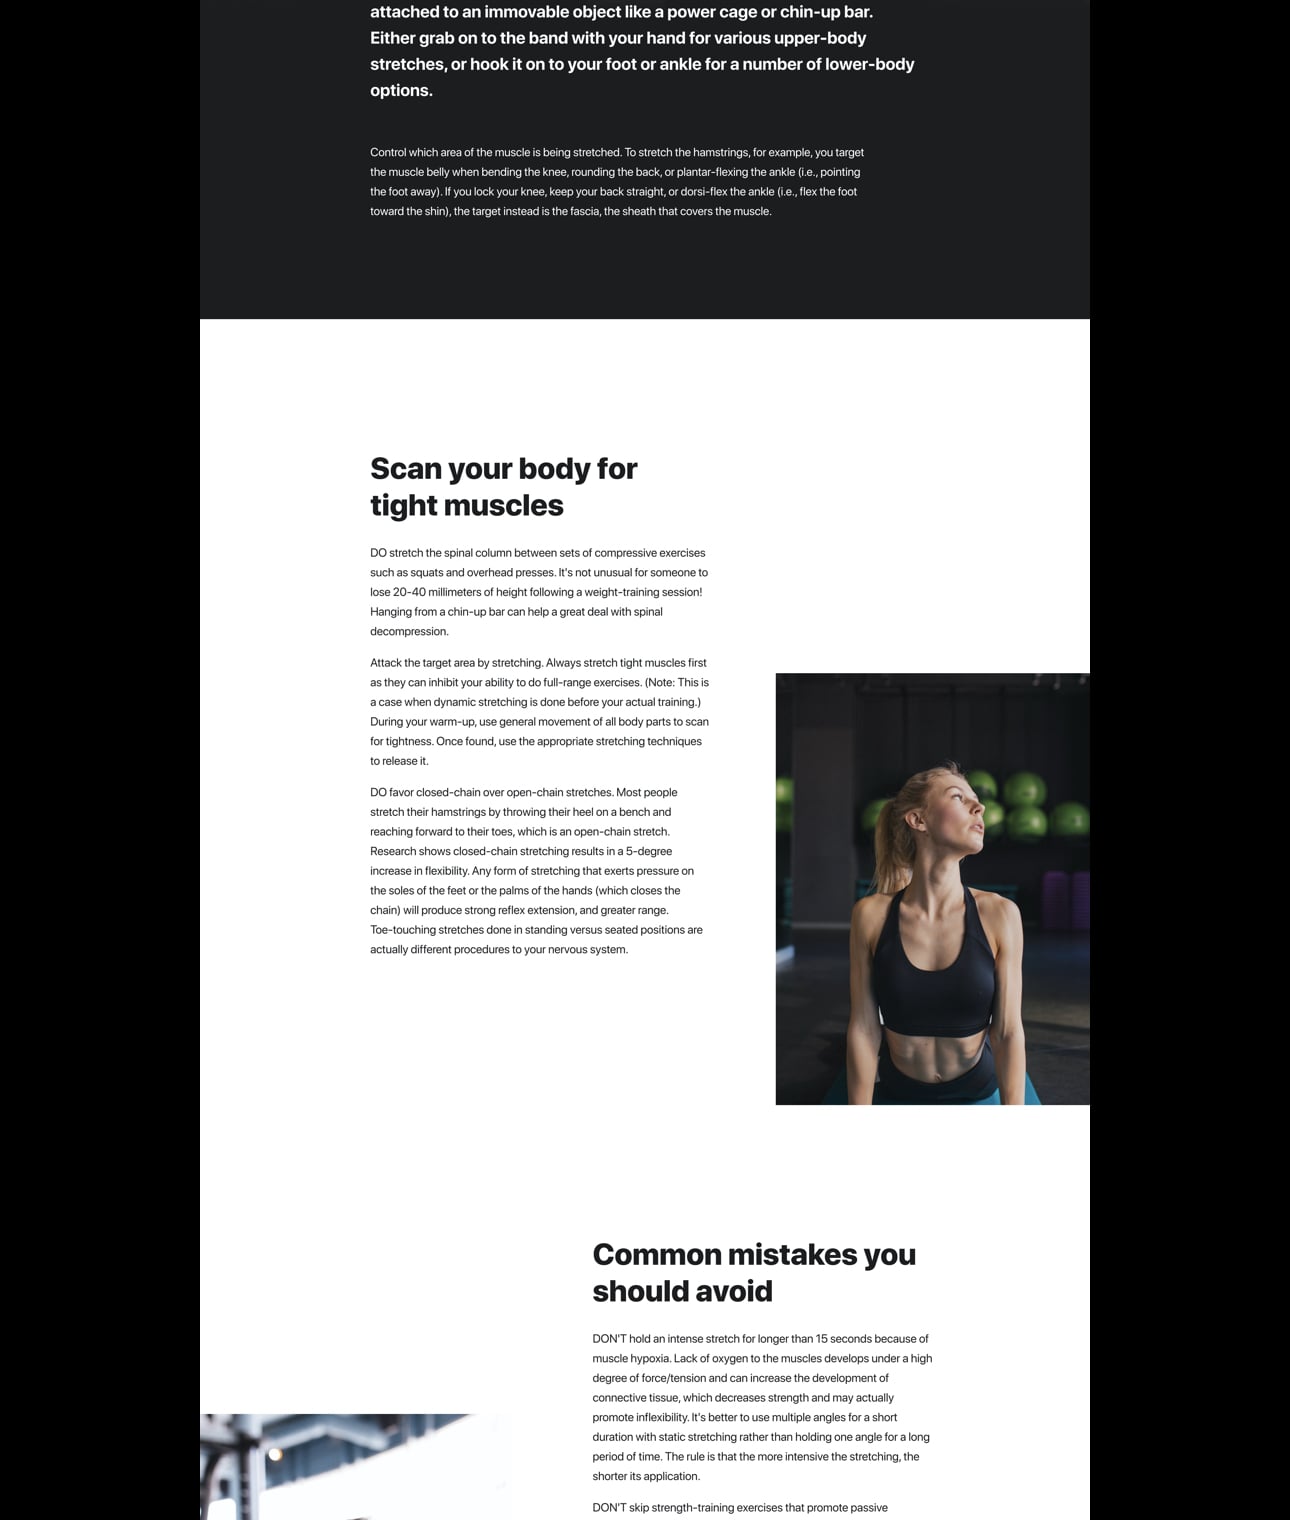 attached to an immovable object like a power cage or chin-up bar.
Either grab on to the band with your hand for various upper-body
stretches, or hook it on to your foot or ankle for a number of lower-body
options.
Control which area of the muscle is being stretched. To stretch the hamstrings, for example, you target
the muscle belly when bending the knee, rounding the back, or plantar-flexing the ankle (i.e., pointing
the foot away). If you lock your knee, keep your back straight, or dorsi-flex the ankle (i.e., flex the foot
toward the shin), the target instead is the fascia, the sheath that covers the muscle.
Scan your body for
tight muscles
DO stretch the spinal column between sets of compressive exercises
such as squats and overhead presses. It's not unusual for someone to
lose 20-40 millimeters of height following a weight-training session!
Hanging from a chin-up bar can help a great deal with spinal
decompression.
Attack the target area by stretching. Always stretch tight muscles first
as they can inhibit your ability to do full-range exercises. (Note: This is
a case when dynamic stretching is done before your actual training.)
During your warm-up, use general movement of all body parts to scan
for tightness. Once found, use the appropriate stretching techniques
to release it.
DO favor closed-chain over open-chain stretches. Most people
stretch their hamstrings by throwing their heel on a bench and
reaching forward to their toes, which is an open-chain stretch.
Research shows closed-chain stretching results in a 5-degree
increase in flexibility. Any form of stretching that exerts pressure on
the soles of the feet or the palms of the hands (which closes the
chain) will produce strong reflex extension, and greater range.
Toe-touching stretches done in standing versus seated positions are
actually different procedures to your nervous system.
Common mistakes you
should avoid
DON'T hold an intense stretch for longer than 15 seconds because of
muscle hypoxia. Lack of oxygen to the muscles develops under a high
degree of force/tension and can increase the development of
connective tissue, which decreases strength and may actually
promote inflexibility. It's better to use multiple angles for a short
duration with static stretching rather than holding one angle for a long
period of time. The rule is that the more intensive the stretching, the
shorter its application.
DON'T skip strength-training exercises that promote passive